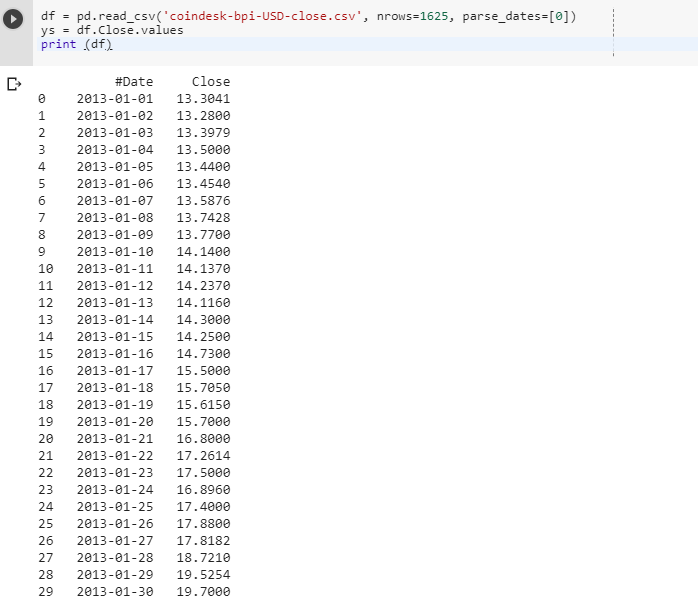 df = pd.read_csv('coindesk-bpi-USD-close.csv', nrows=1625, parse_dates=[0])
ys = df.Close.values
print (df)
#Date Close
0 2013-01-01 13.3041
1 2013-01-02 13.2800
2 2013-01-03 13.3979
3 2013-01-04 13.5000
4 2013-01-05 13.4400
5 2013-01-06 13.4540
6 2013-01-07 13.5876
7 2013-01-08 13.7428
8 2013-01-09 13.7700
9 2013-01-10 14.1400
10 2013-01-11 14.1370
11 2013-01-12 14.2370
12 2013-01-13 14.1160
13 2013-01-14 14.3000
14 2013-01-15 14.2500
15 2013-01-16 14.7300
16 2013-01-17 15.5000
17 2013-01-18 15.7050
18 2013-01-19 15.6150
19 2013-01-20 15.7000
20 2013-01-21 16.8000
21 2013-01-22 17.2614
22 2013-01-23 17.5000
23 2013-01-24 16.8960
24 2013-01-25 17.4000
25 2013-01-26 17.8800
26 2013-01-27 17.8182
27 2013-01-28 18.7210
28 2013-01-29 19.5254
29 2013-01-30 19.7000